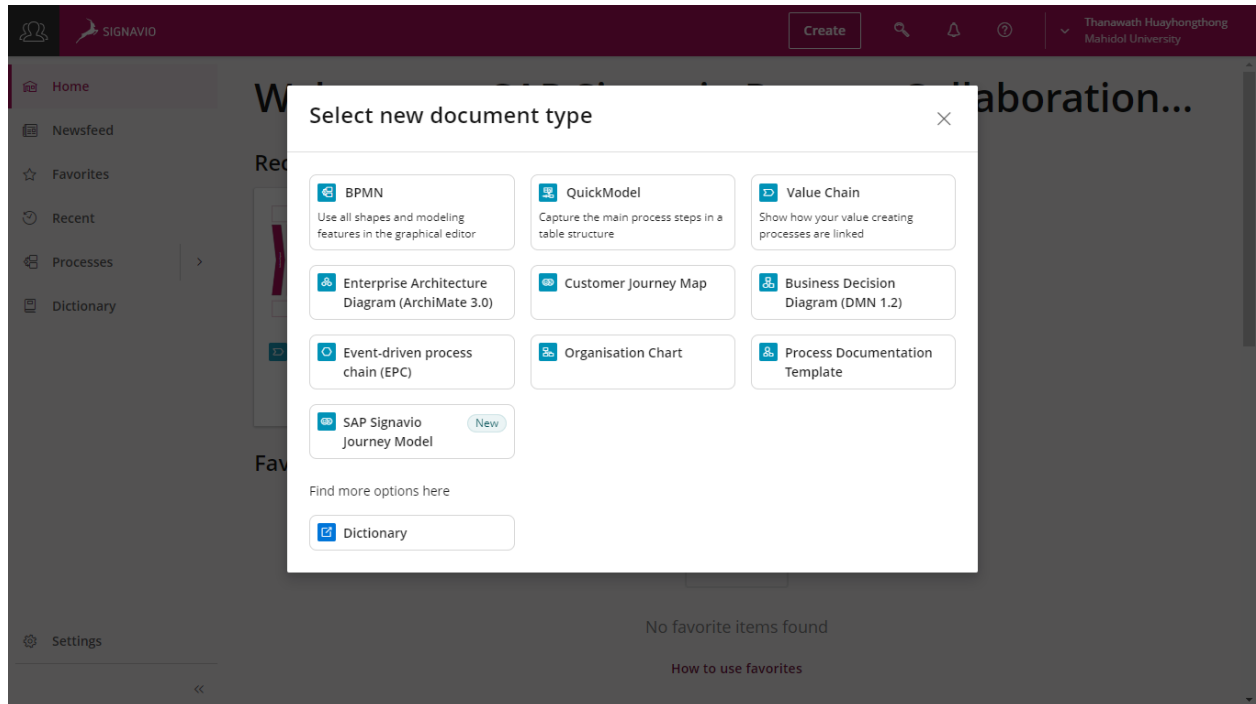 SIGNAVIO
Create
Thanawath Huayhongthong
Mahidol University
Home
Newsfeed
Favorites
Recent
Processes
Dictionary
Settings
aboration...
Select new document type
BPMN
Use all shapes and modeling
features in the graphical editor
QuickModel
Capture the main process steps in a
table structure
Value Chain
Show how your value creating
processes are linked
Enterprise Architecture
Diagram (ArchiMate 3.0)
Customer Journey Map
Business Decision
Diagram (DMN 1.2)
Event-driven process
chain (EPC)
Organisation Chart
Process Documentation
Template
SAP Signavio
Journey Model
New
Find more options here
Dictionary
No favorite items found
How to use favorites